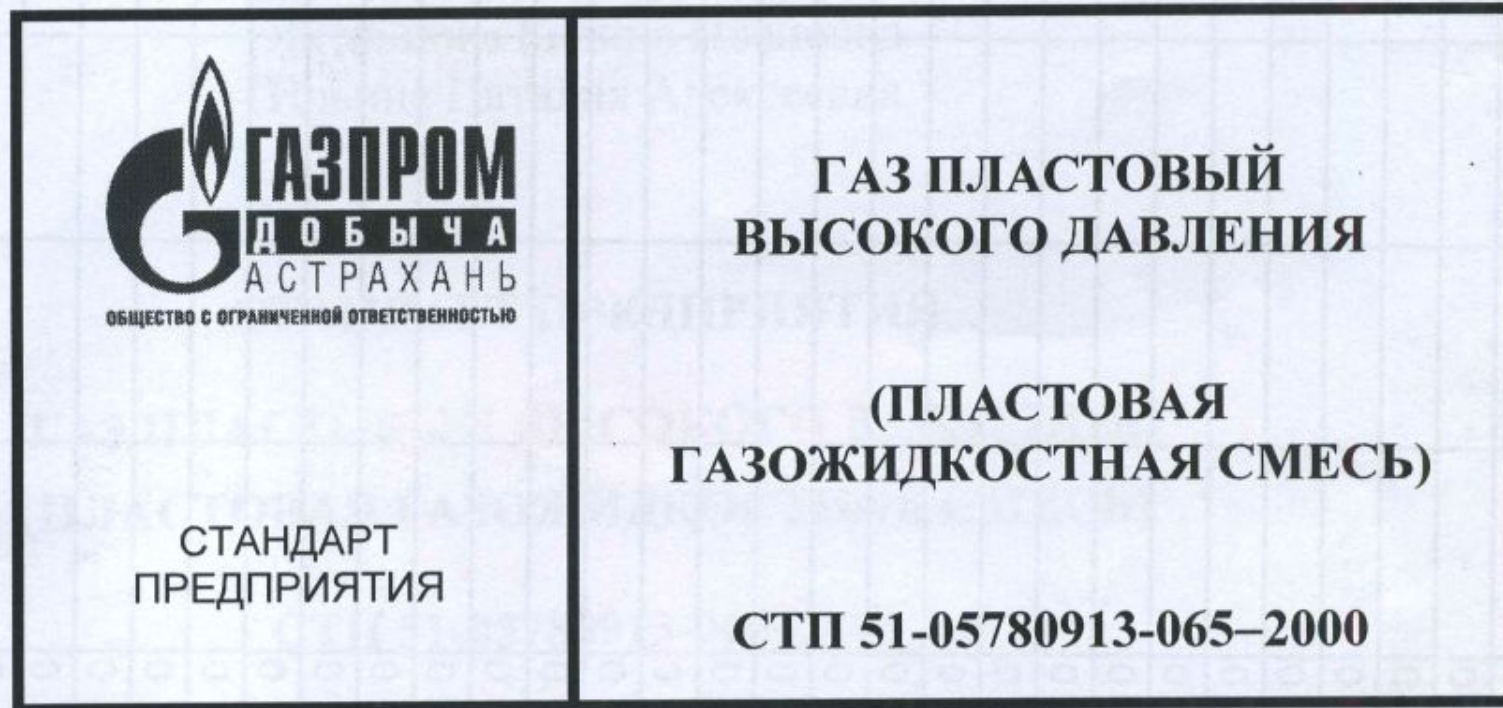 ГАЗПРОМ
ДОБЫЧА
АСТРАХАНЬ
ОБЩЕСТВО С ОГРАНИЧЕННОЙ ОТВЕТСТВЕННОСТЬЮ
СТАНДАРТ
ПРЕДПРИЯТИЯ
ГАЗ ПЛАСТОВЫЙ
ВЫСОКОГО ДАВЛЕНИЯ
(ПЛАСТОВАЯ
ГАЗОЖИДКОСТНАЯ СМЕСЬ)
СТП 51-05780913-065–2000